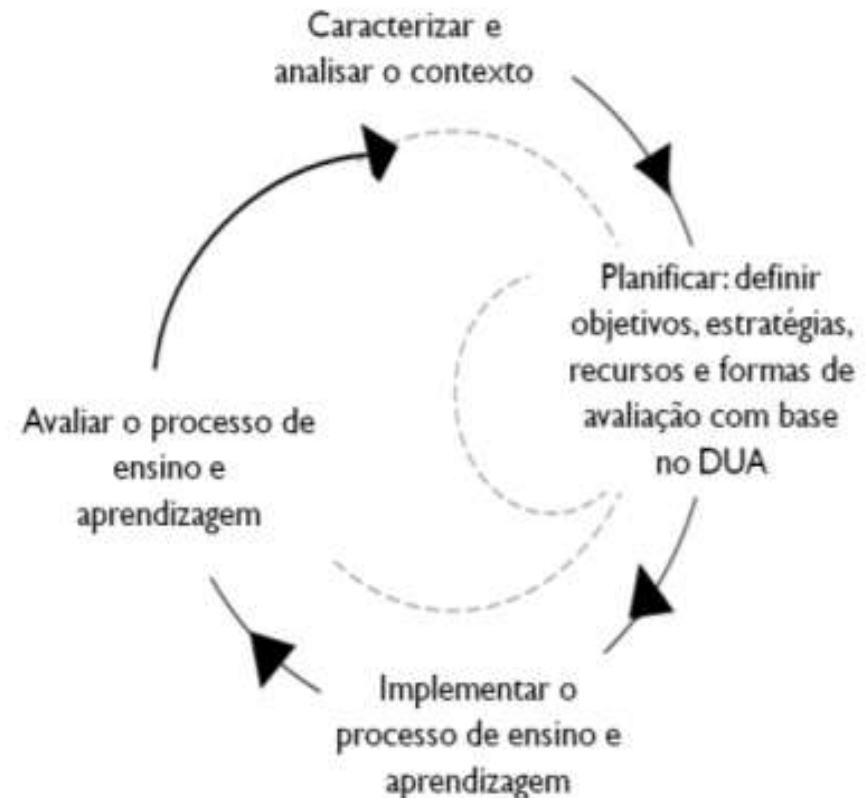 Caracterizar e
analisar o contexto
Planificar: definir
objetivos, estratégias,
recursos e formas de
avaliação com base
no DUA
Implementar o
processo de ensino e
aprendizagem
Avaliar o processo de
ensino e
aprendizagem